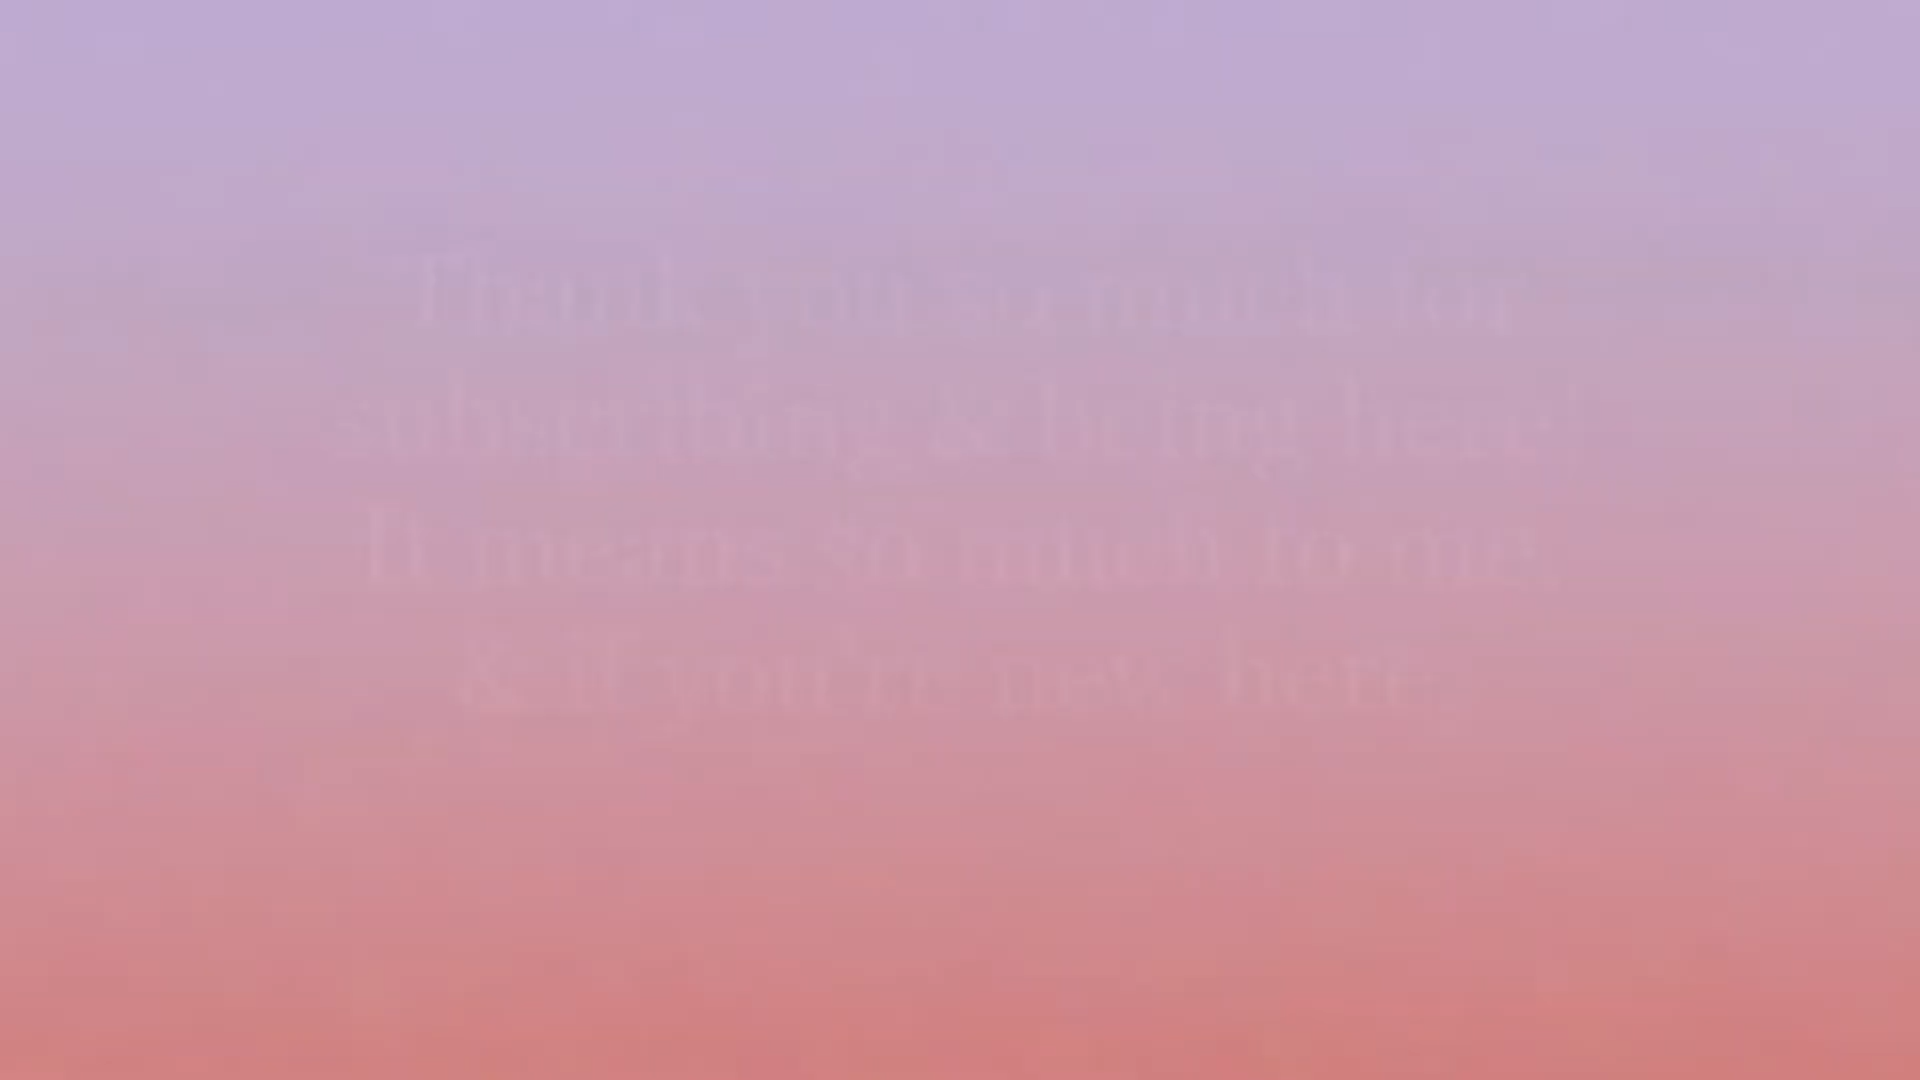 Thank you so much for
subscribing & being here
It means so much to me
& if you're new here